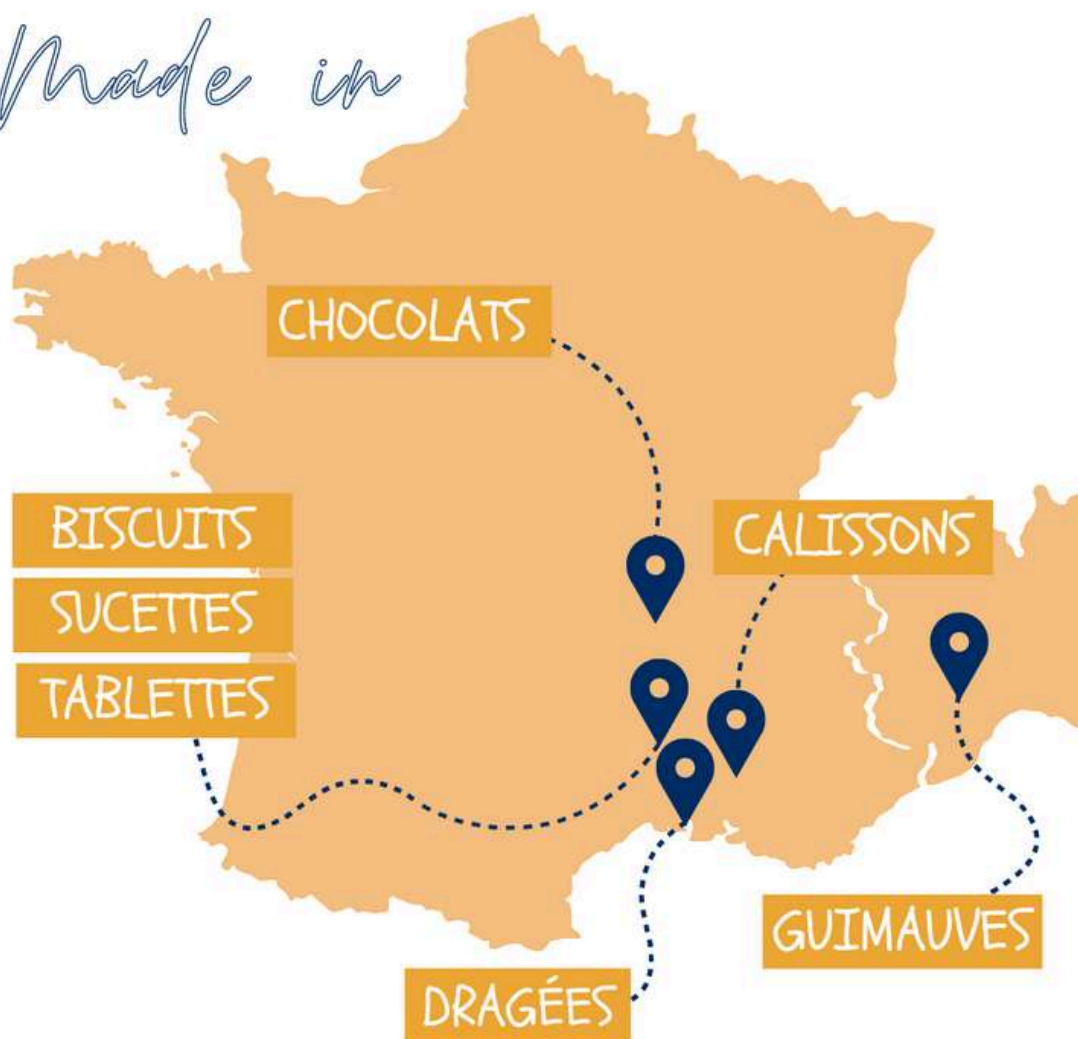 Made in
CHOCOLATS
BISCUITS
CALISSONS
SUCETTES
TABLETTES
GUIMAUVES
DRAGÉES